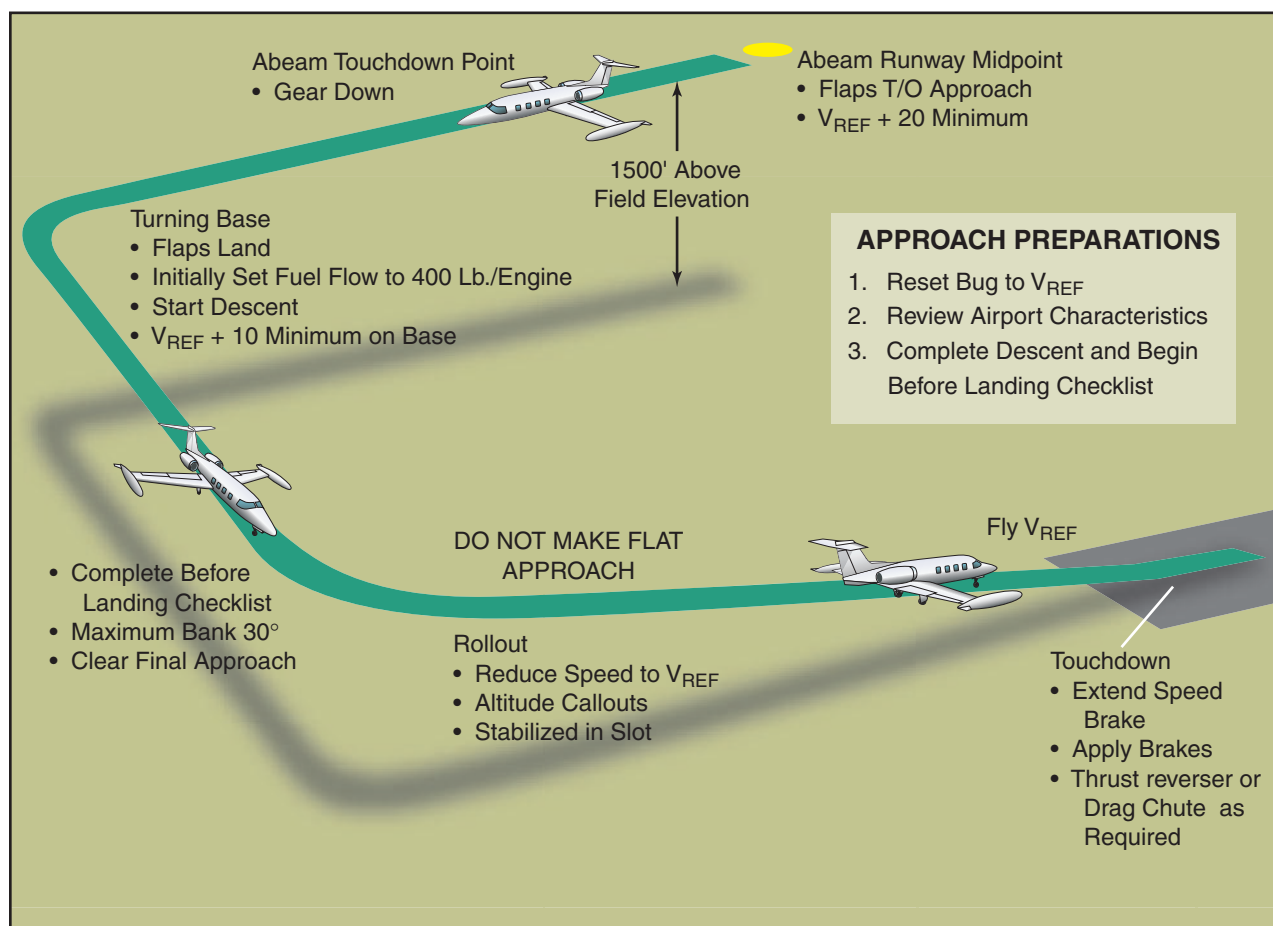 Abeam Touchdown Point
• Gear Down
Abeam Runway Midpoint
• Flaps T/O Approach
• VREF + 20 Minimum
1500' Above
Field Elevation
Turning Base
• Flaps Land
• Initially Set Fuel Flow to 400 Lb./Engine
• Start Descent
• VREF + 10 Minimum on Base
APPROACH PREPARATIONS
1. Reset Bug to VREF
2. Review Airport Characteristics
3. Complete Descent and Begin
Before Landing Checklist
• Complete Before
Landing Checklist
• Maximum Bank 30°
• Clear Final Approach
DO NOT MAKE FLAT
APPROACH
Fly VREF
Rollout
• Reduce Speed to VREF
• Altitude Callouts
• Stabilized in Slot
Touchdown
• Extend Speed
Brake
• Apply Brakes
• Thrust reverser or
Drag Chute as
Required